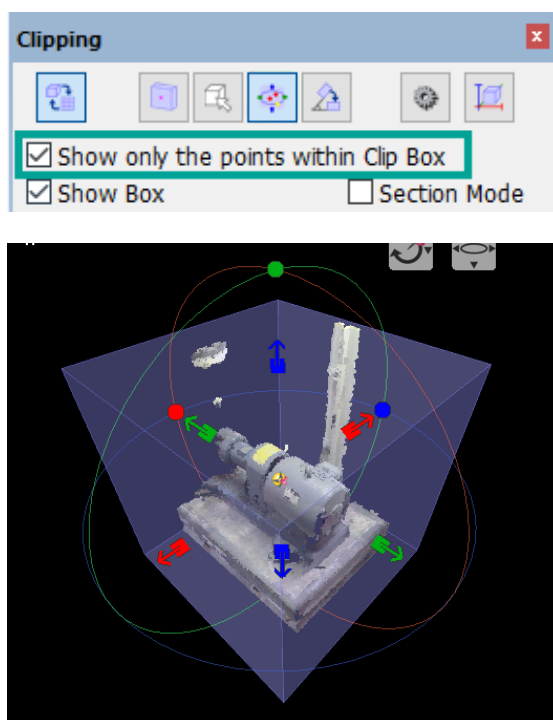 Clipping
Show only the points within Clip Box
Show Box
Section Mode